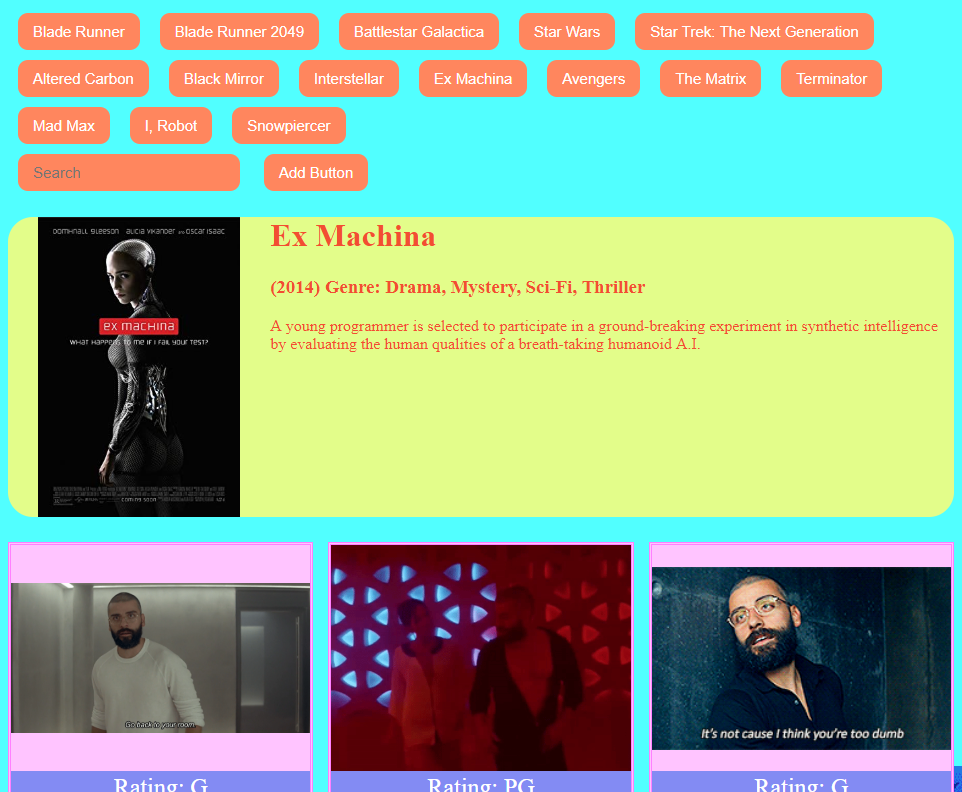 Blade Runner
Blade Runner 2049
Battlestar Galactica
Star Wars
Star Trek: The Next Generation
Altered Carbon
Black Mirror
Interstellar
Ex Machina
Avengers
The Matrix
Terminator
Mad Max
I, Robot
Snowpiercer
Search
Add Button
DOMHNALL GLEESON ALICIA VIKANDER AND OSCAR ISAAC
EX MACHINA
WHAT HAPPENS TO ME IF I FAIL YOUR TEST?
COMING SOON
Ex Machina
(2014) Genre: Drama, Mystery, Sci-Fi, Thriller
A young programmer is selected to participate in a ground-breaking experiment in synthetic intelligence
by evaluating the human qualities of a breath-taking humanoid A.I.
Go back to your room.
It's not cause I think you're too dumb
Rating: G
Rating: PG
Rating: G